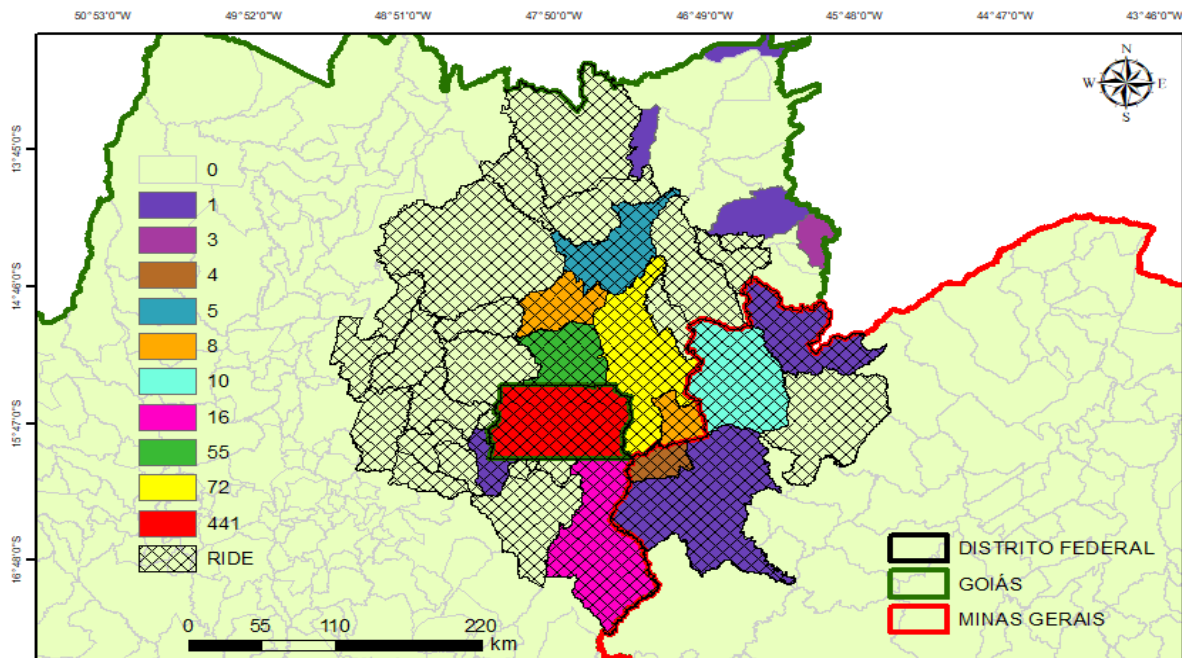 50°53'0"W 49°52'0"W 48°51'0"W 47°50'0"W 46°49'0"W 45°48'0"W 44°47'0"W 43°46'0"W
N
W E
S
13°45'0"S
14°46'0"S
15°47'0"S
16°48'0"S
0
1
3
4
5
8
10
16
55
72
441
RIDE
DISTRITO FEDERAL
GOIÁS
MINAS GERAIS
0 55 110 220
km